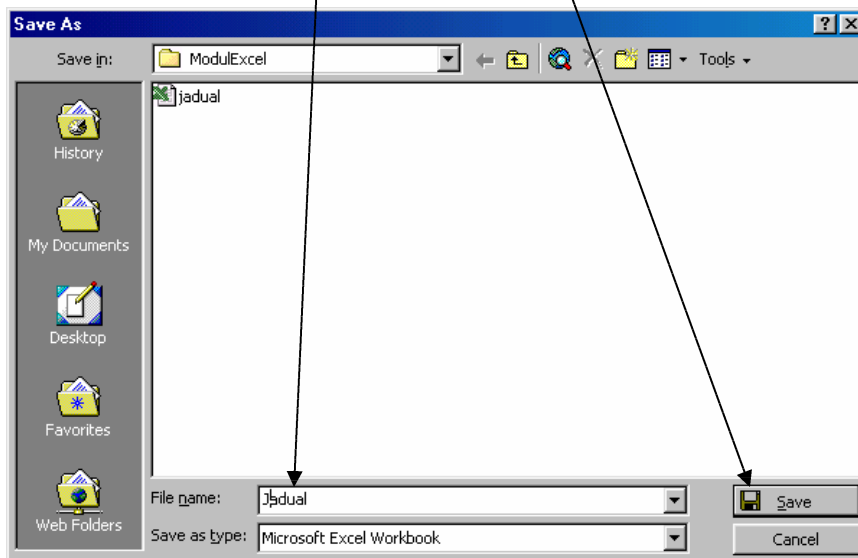 Save As
Save in: ModulExcel Tools
jadual
History
My Documents
Desktop
Favorites
Web Folders
File name: Jadual Save
Save as type: Microsoft Excel Workbook Cancel